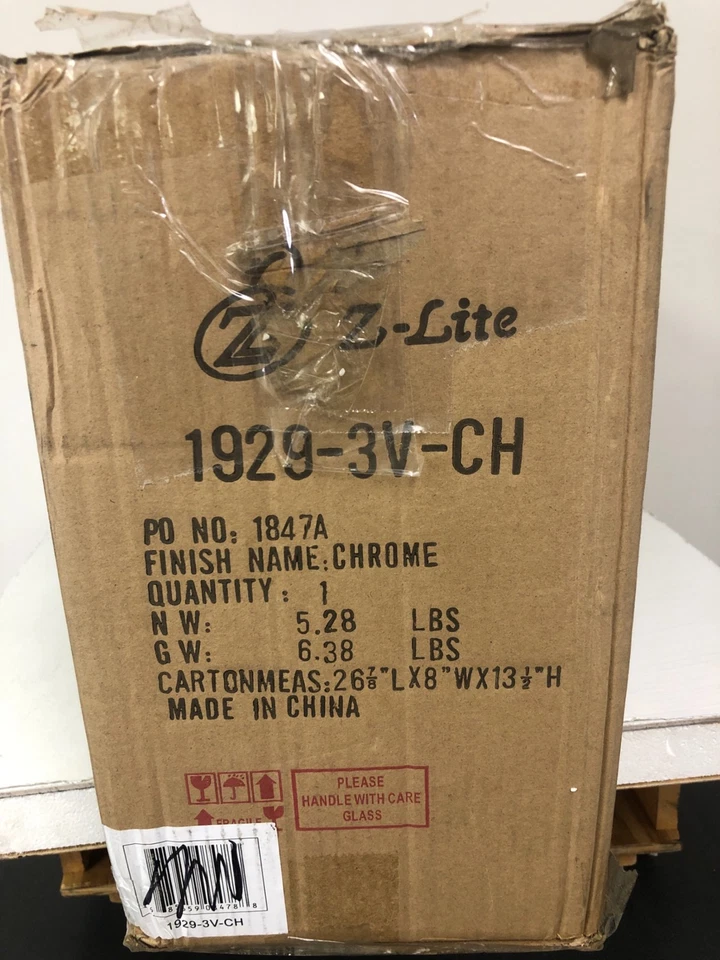 Z Z-Lite
1929-3V-CH
PO NO: 1847A
FINISH NAME:CHROME
QUANTITY: 1
N W: 5.28 LBS
G W: 6.38 LBS
CARTONMEAS:26⅞"LX8"WX13½"H
MADE IN CHINA
PLEASE
HANDLE WITH CARE
GLASS
FRAGILE
1929-3V-CH